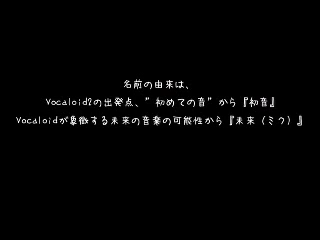 名前の由来は、
Vocaloid2の出発点、”初めての音”から『初音』
Vocaloidが象徴する未来の音楽の可能性から『未来（ミク）』